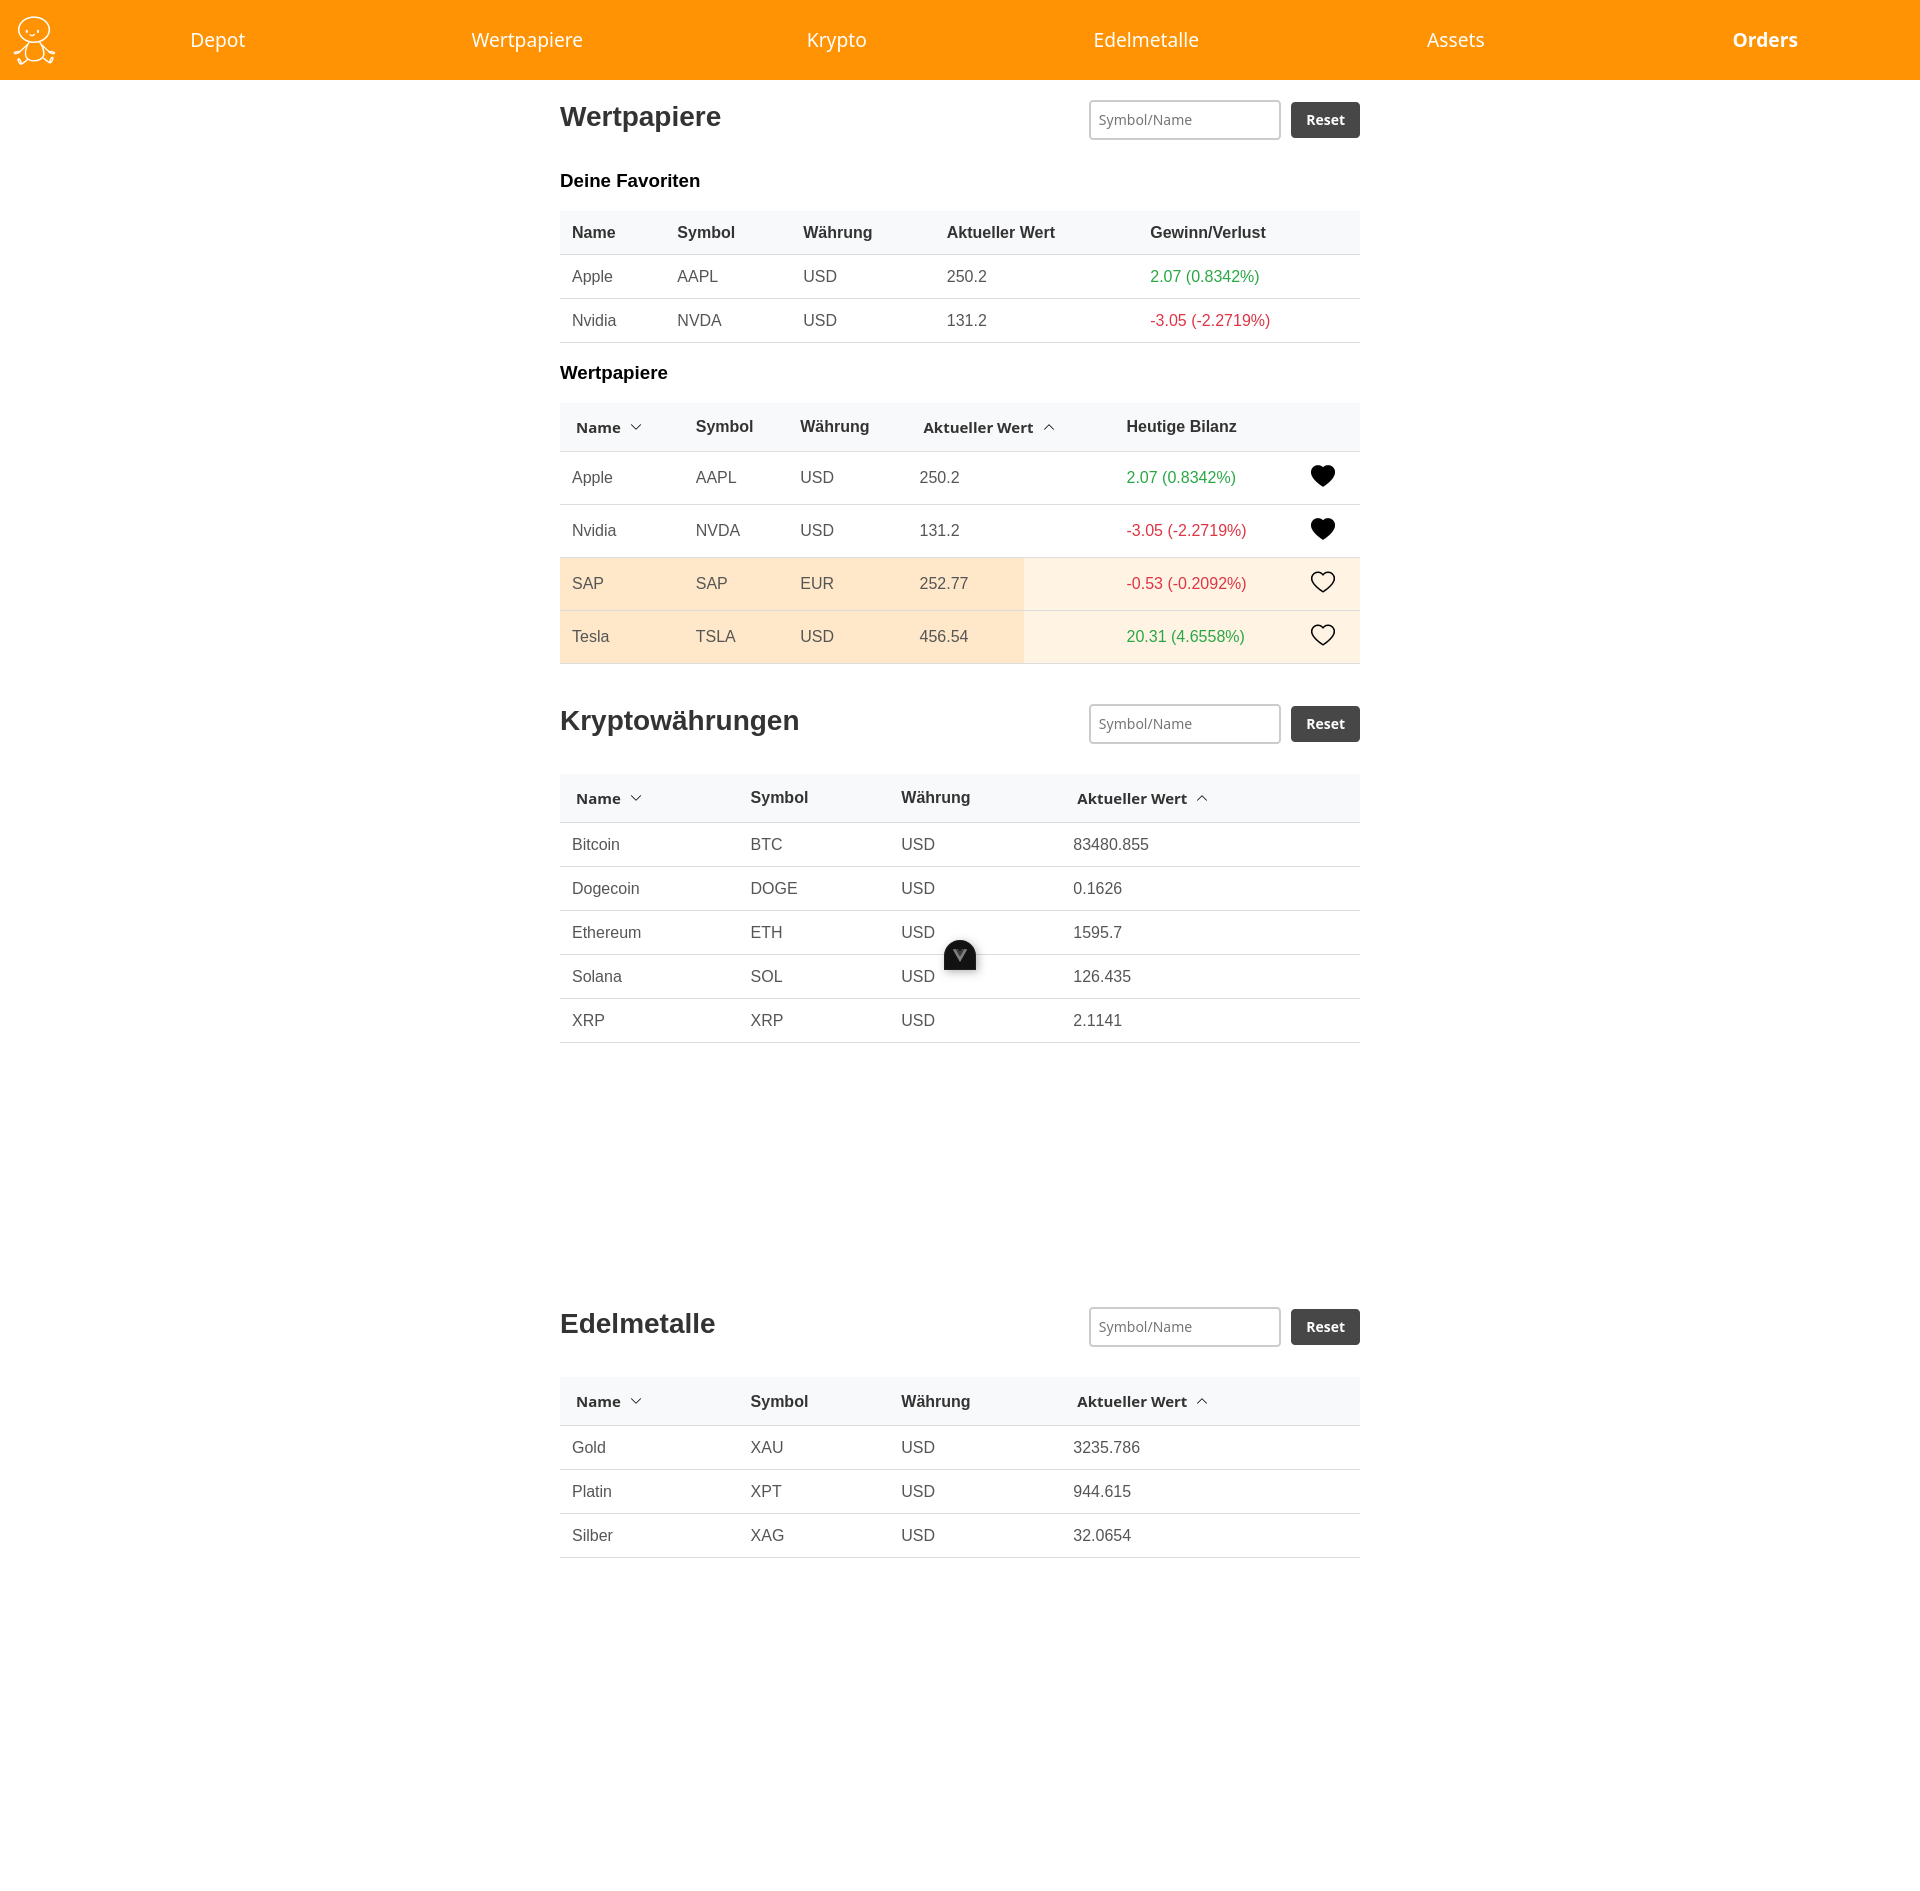 Depot Wertpapiere Krypto Edelmetalle Assets Orders
Wertpapiere Symbol/Name Reset
Deine Favoriten
Name Symbol Währung Aktueller Wert Gewinn/Verlust
Apple AAPL USD 250.2 2.07 (0.8342%)
Nvidia NVDA USD 131.2 -3.05 (-2.2719%)
Wertpapiere
Name Symbol Währung Aktueller Wert Heutige Bilanz
Apple AAPL USD 250.2 2.07 (0.8342%)
Nvidia NVDA USD 131.2 -3.05 (-2.2719%)
SAP SAP EUR 252.77 -0.53 (-0.2092%)
Tesla TSLA USD 456.54 20.31 (4.6558%)
Kryptowährungen Symbol/Name Reset
Name Symbol Währung Aktueller Wert
Bitcoin BTC USD 83480.855
Dogecoin DOGE USD 0.1626
Ethereum ETH USD 1595.7
Solana SOL USD 126.435
XRP XRP USD 2.1141
Edelmetalle Symbol/Name Reset
Name Symbol Währung Aktueller Wert
Gold XAU USD 3235.786
Platin XPT USD 944.615
Silber XAG USD 32.0654